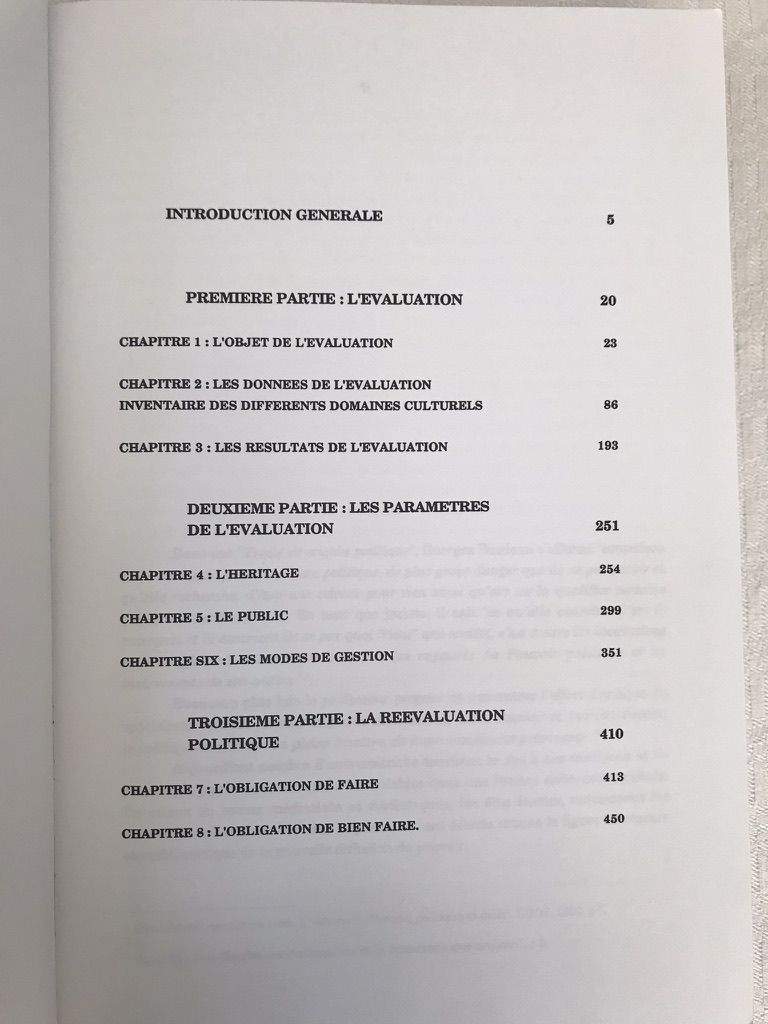 INTRODUCTION GENERALE 5
PREMIERE PARTIE : L'EVALUATION 20
CHAPITRE 1 : L'OBJET DE L'EVALUATION 23
CHAPITRE 2 : LES DONNEES DE L'EVALUATION
INVENTAIRE DES DIFFERENTS DOMAINES CULTURELS 86
CHAPITRE 3 : LES RESULTATS DE L'EVALUATION 193
DEUXIEME PARTIE : LES PARAMETRES
DE L'EVALUATION 251
CHAPITRE 4 : L'HERITAGE 254
CHAPITRE 5 : LE PUBLIC 299
CHAPITRE SIX : LES MODES DE GESTION 351
TROISIEME PARTIE : LA REEVALUATION
POLITIQUE 410
CHAPITRE 7 : L'OBLIGATION DE FAIRE 413
CHAPITRE 8 : L'OBLIGATION DE BIEN FAIRE. 450